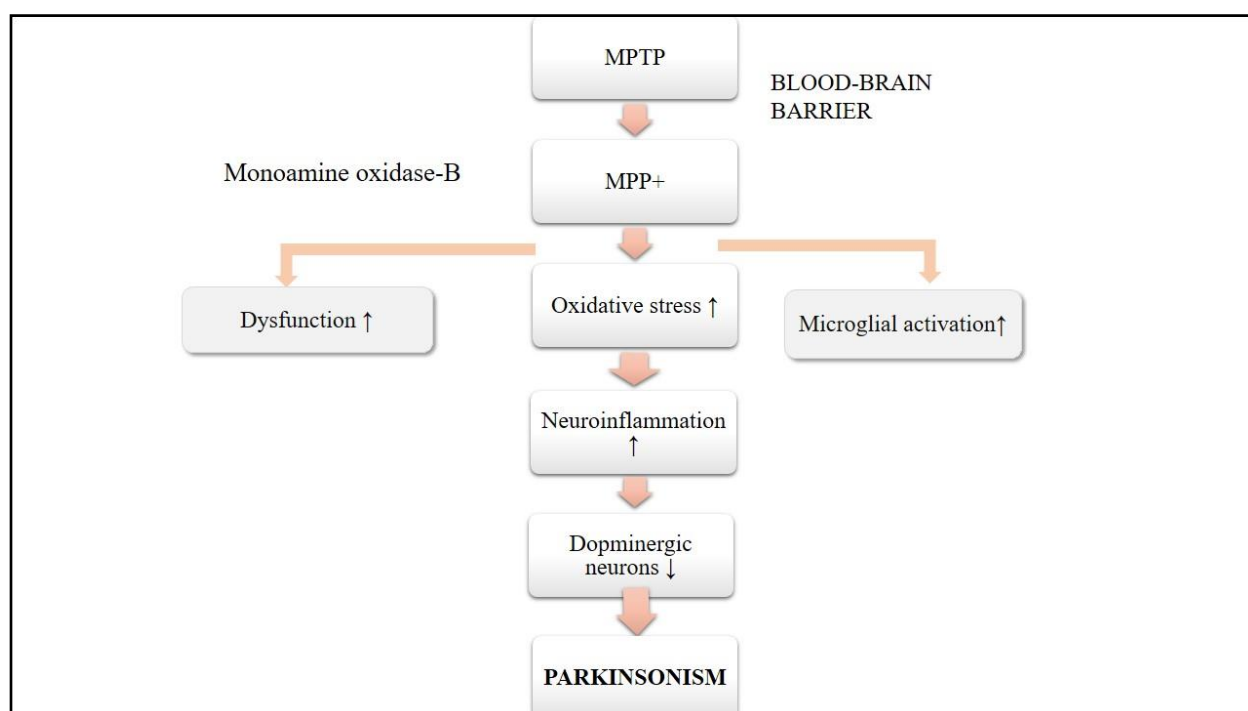 MPTP
BLOOD-BRAIN
BARRIER
Monoamine oxidase-B
MPP+
Dysfunction ↑
Oxidative stress ↑
Microglial activation↑
Neuroinflammation
↑
Dopminergic
neurons ↓
PARKINSONISM